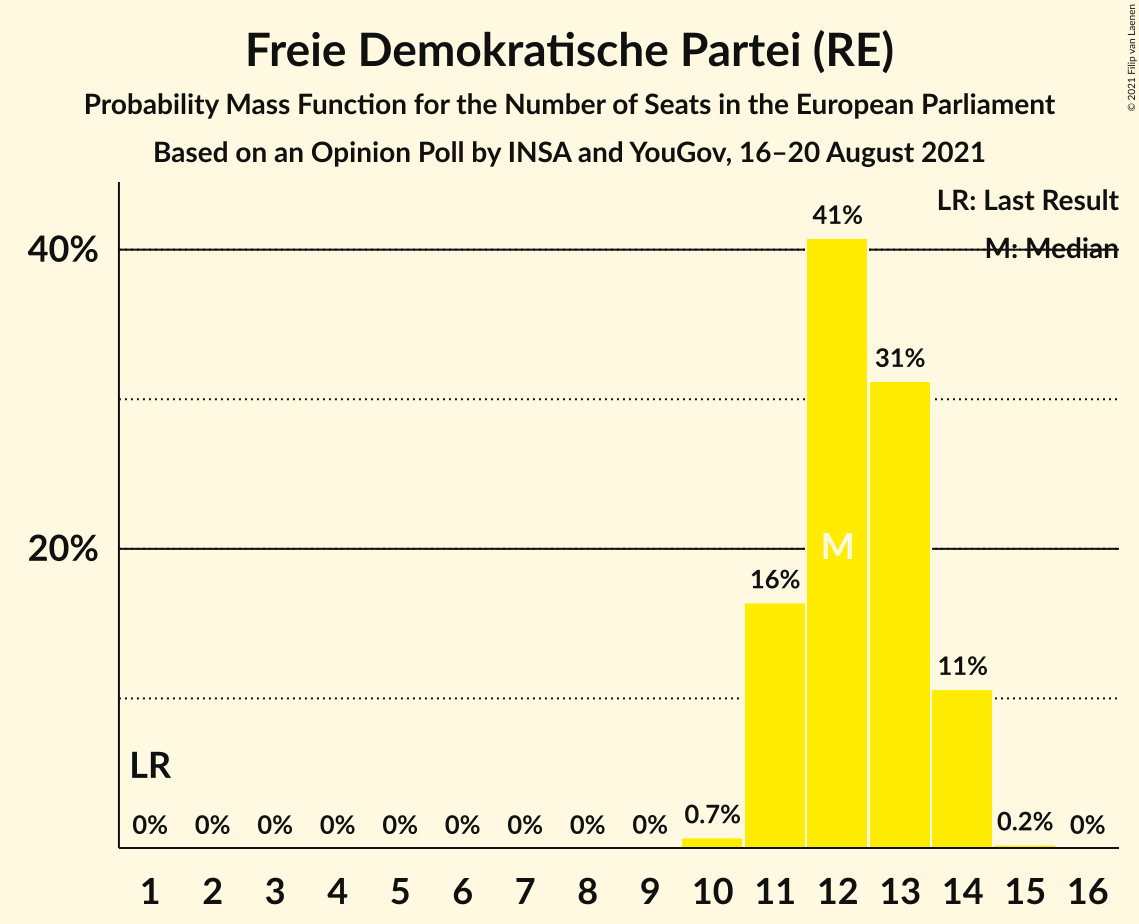 Freie Demokratische Partei (RE)
Probability Mass Function for the Number of Seats in the European Parliament
Based on an Opinion Poll by INSA and YouGov, 16–20 August 2021
© 2021 Filip van Laenen
LR: Last Result
M: Median
40%
20%
41%
31%
M
16%
11%
LR
0% 0% 0% 0% 0% 0% 0% 0% 0% 0.7% 0.2% 0%
1 2 3 4 5 6 7 8 9 10 11 12 13 14 15 16